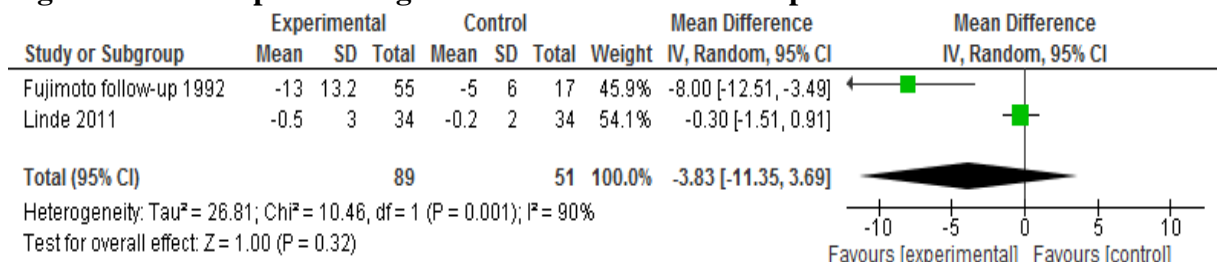 Experimental Control Mean Difference Mean Difference
Study or Subgroup Mean SD Total Mean SD Total Weight IV, Random, 95% CI IV, Random, 95% CI
Fujimoto follow-up 1992 -13 13.2 55 -5 6 17 45.9% -8.00 [-12.51, -3.49]
Linde 2011 -0.5 3 34 -0.2 2 34 54.1% -0.30 [-1.51, 0.91]
Total (95% CI) 89 51 100.0% -3.83 [-11.35, 3.69]
Heterogeneity: Tau² = 26.81; Chi² = 10.46, df = 1 (P = 0.001); I² = 90%
-10 -5 0 5 10
Test for overall effect: Z = 1.00 (P = 0.32)
Favours [experimental] Favours [control]